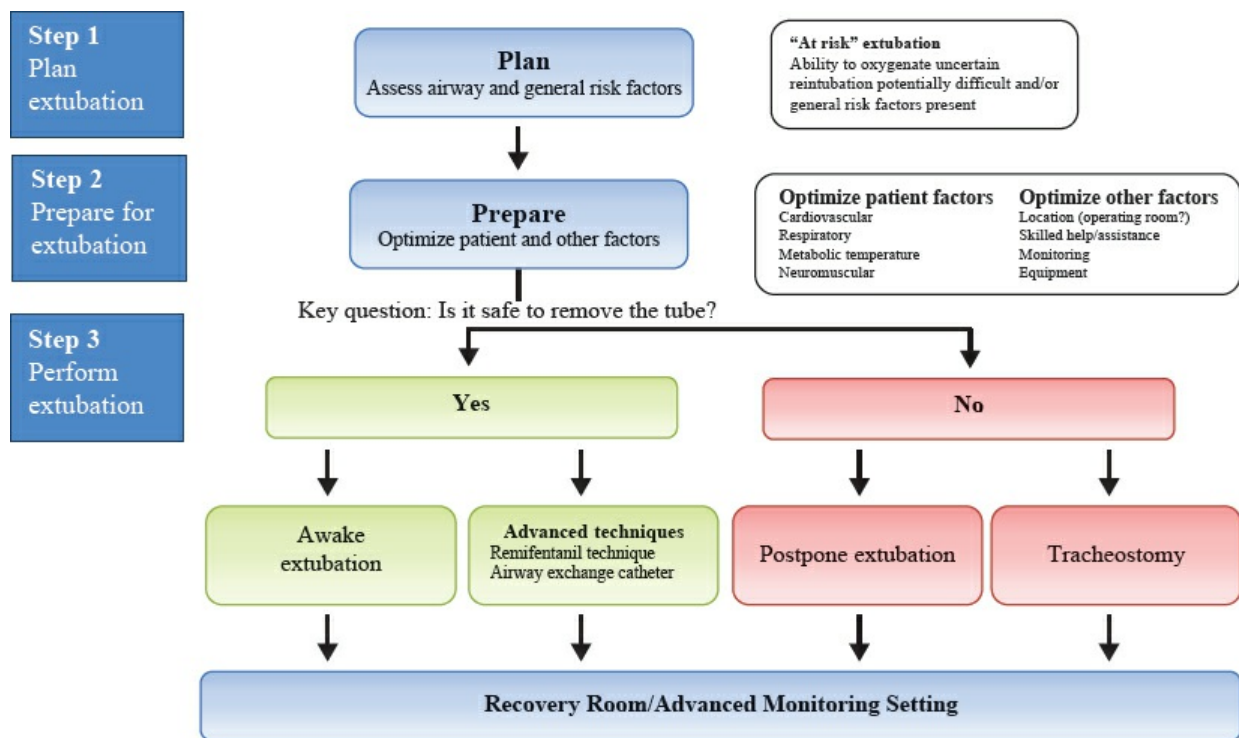 Step 1
Plan
extubation
Plan
Assess airway and general risk factors
“At risk” extubation
Ability to oxygenate uncertain
reintubation potentially difficult and/or
general risk factors present
Step 2
Prepare for
extubation
Prepare
Optimize patient and other factors
Optimize patient factors
Cardiovascular
Respiratory
Metabolic temperature
Neuromuscular
Optimize other factors
Location (operating room?)
Skilled help/assistance
Monitoring
Equipment
Key question: Is it safe to remove the tube?
Step 3
Perform
extubation
Yes
No
Awake
extubation
Advanced techniques
Remifentanil technique
Airway exchange catheter
Postpone extubation
Tracheostomy
Recovery Room/Advanced Monitoring Setting